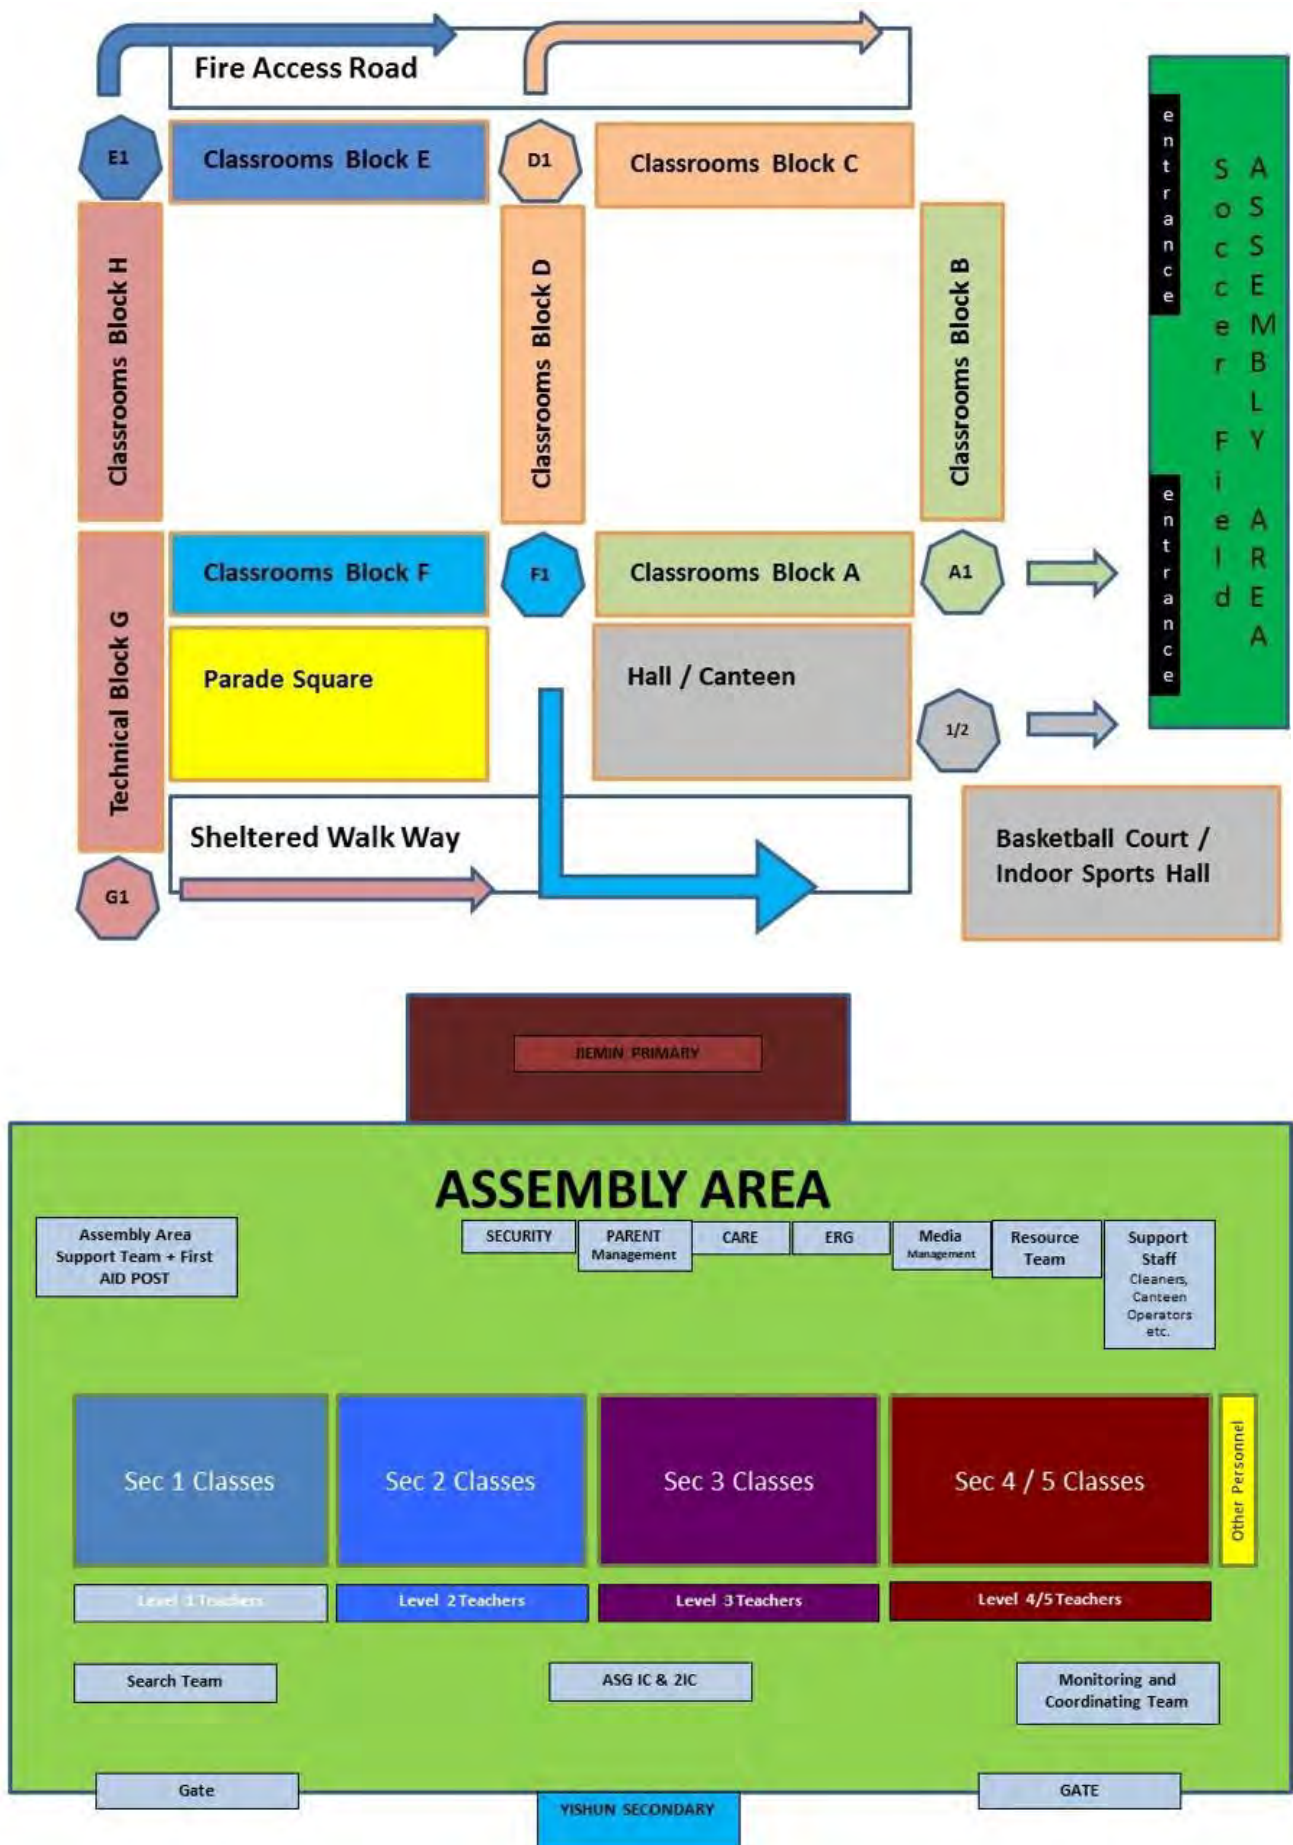 Fire Access Road
E1
Classrooms Block E
D1
Classrooms Block C
Classrooms Block H
Classrooms Block D
Classrooms Block B
entrance
Soccer Field
ASSEMBLY AREA
entrance
Classrooms Block F
F1
Classrooms Block A
A1
Technical Block G
Parade Square
Hall / Canteen
1/2
Sheltered Walk Way
Basketball Court /
Indoor Sports Hall
G1
JIEMIN PRIMARY
ASSEMBLY AREA
Assembly Area
Support Team + First
AID POST
SECURITY
PARENT
Management
CARE
ERG
Media
Management
Resource
Team
Support
Staff
Cleaners,
Canteen
Operators
etc.
Sec 1 Classes
Sec 2 Classes
Sec 3 Classes
Sec 4 / 5 Classes
Other Personnel
Level 1 Teachers
Level 2 Teachers
Level 3 Teachers
Level 4/5 Teachers
Search Team
ASG IC & 2IC
Monitoring and
Coordinating Team
Gate
YISHUN SECONDARY
GATE